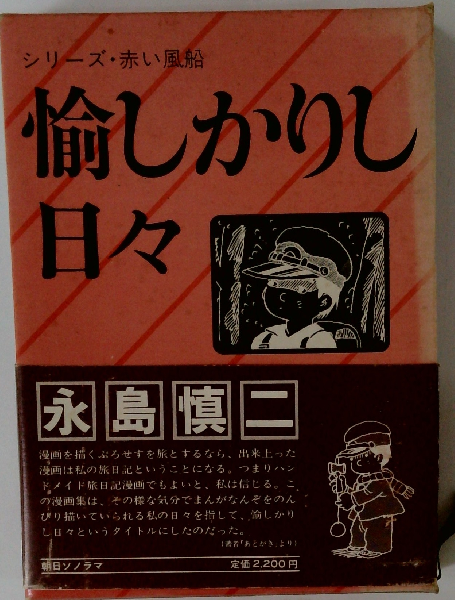 シリーズ・赤い風船
愉しかりし
日々
永島慎二
漫画を描くぷろせすを旅とするなら、出来上った
漫画は私の旅日記ということになる。つまりハン
ドメイド旅日記漫画でもよいと、私は信じる。こ
の漫画集は、その様な気分でまんがなんぞをのん
びり描いていられる私の日々を指して、愉しかり
し日々というタイトルにしたのだった。
(著者「あとがき」より)
朝日ソノラマ
定価2,200円